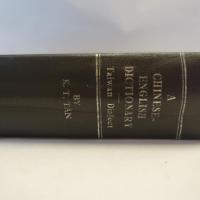 A
CHINESE-
ENGLISH
DICTIONARY
Taiwan Dialect
BY
K. T. TAN